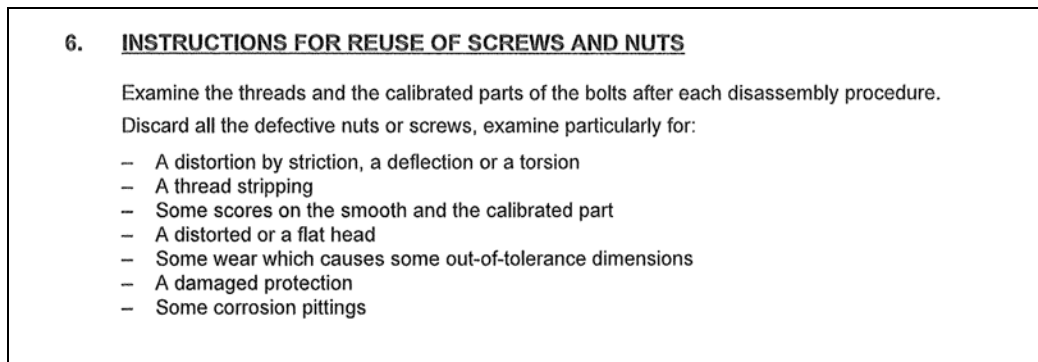 6. INSTRUCTIONS FOR REUSE OF SCREWS AND NUTS
Examine the threads and the calibrated parts of the bolts after each disassembly procedure.
Discard all the defective nuts or screws, examine particularly for:
– A distortion by striction, a deflection or a torsion
– A thread stripping
– Some scores on the smooth and the calibrated part
– A distorted or a flat head
– Some wear which causes some out-of-tolerance dimensions
– A damaged protection
– Some corrosion pittings